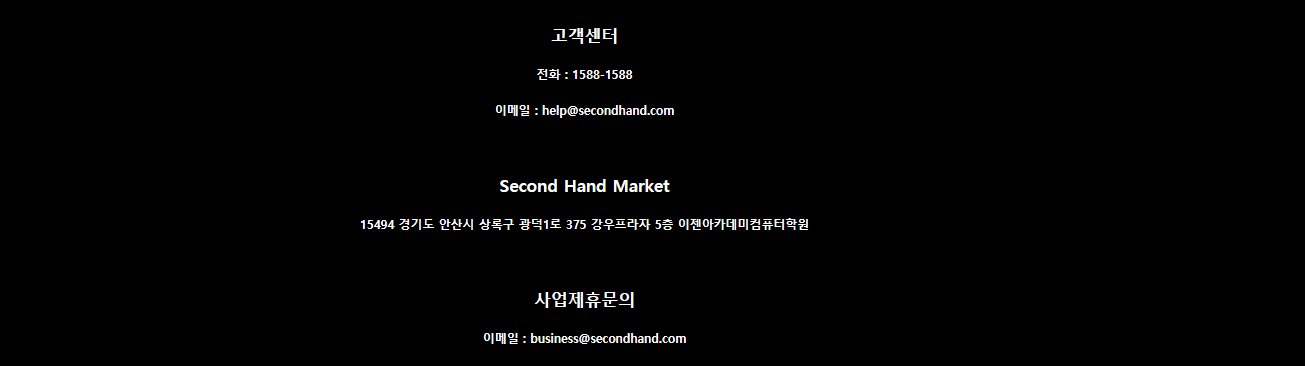 고객센터
전화 : 1588-1588
이메일 : help@secondhand.com
Second Hand Market
15494 경기도 안산시 상록구 광덕1로 375 강우프라자 5층 이젠아카데미컴퓨터학원
사업제휴문의
이메일 : business@secondhand.com